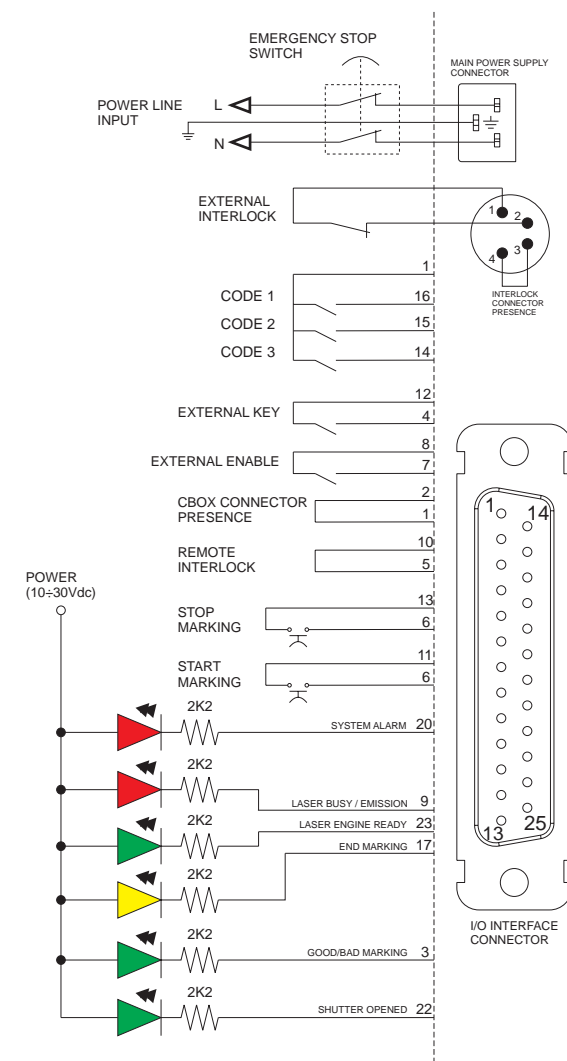 EMERGENCY STOP
SWITCH
MAIN POWER SUPPLY
CONNECTOR
POWER LINE
INPUT
L
N
EXTERNAL
INTERLOCK
1
2
3
4
INTERLOCK
CONNECTOR
PRESENCE
1
CODE 1
16
CODE 2
15
CODE 3
14
12
EXTERNAL KEY
4
8
EXTERNAL ENABLE
7
2
CBOX CONNECTOR
PRESENCE
1
10
REMOTE
INTERLOCK
5
13
STOP
MARKING
6
11
START
MARKING
6
POWER
(10÷30Vdc)
2K2
SYSTEM ALARM 20
2K2
LASER BUSY / EMISSION 9
2K2
LASER ENGINE READY 23
END MARKING 17
2K2
2K2
GOOD/BAD MARKING 3
2K2
SHUTTER OPENED 22
1
14
13
25
I/O INTERFACE
CONNECTOR